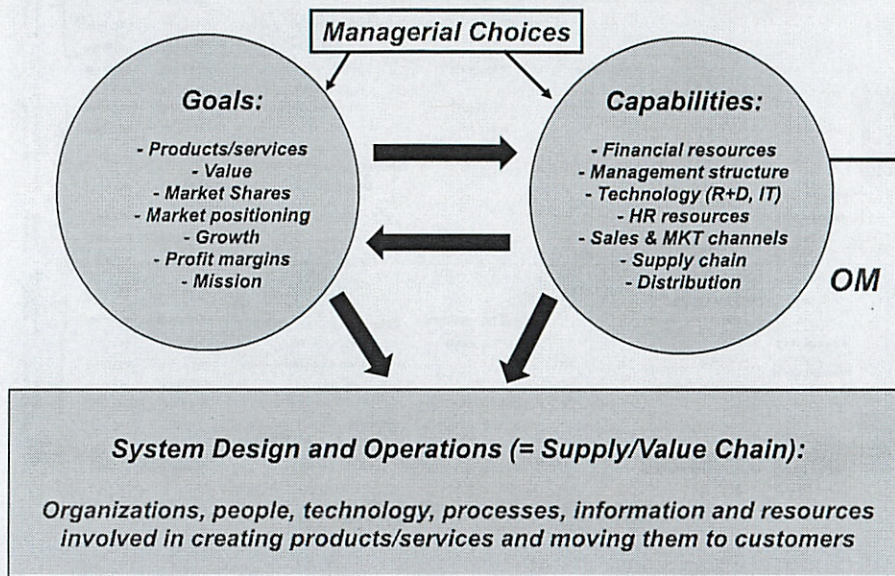 Managerial Choices
Goals:
- Products/services
- Value
- Market Shares
- Market positioning
- Growth
- Profit margins
- Mission
Capabilities:
- Financial resources
- Management structure
- Technology (R+D, IT)
- HR resources
- Sales & MKT channels
- Supply chain
- Distribution
OM
System Design and Operations (= Supply/Value Chain):
Organizations, people, technology, processes, information and resources
involved in creating products/services and moving them to customers